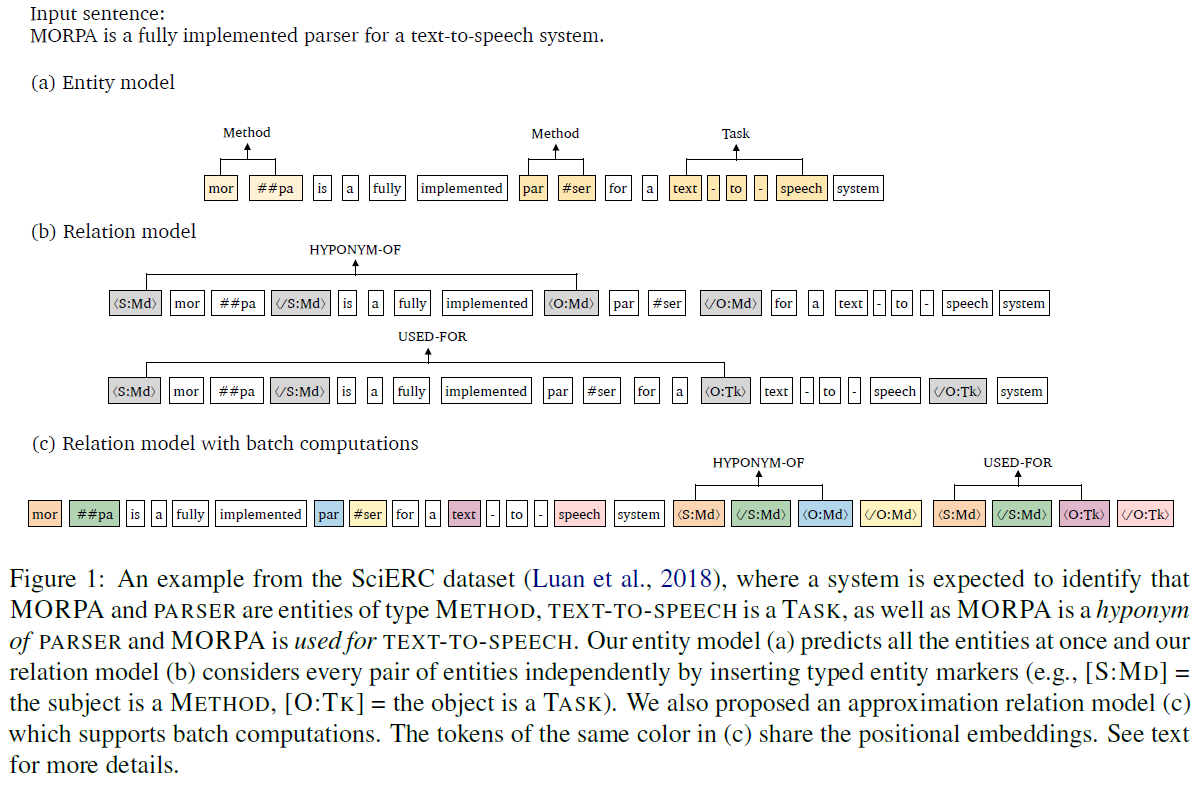 Input sentence:
MORPA is a fully implemented parser for a text-to-speech system.
(a) Entity model
Method Method Task
mor ##pa is a fully implemented par #ser for a text - to - speech system
(b) Relation model
HYPONYM-OF
⟨S:Md⟩ mor ##pa ⟨/S:Md⟩ is a fully implemented ⟨O:Md⟩ par #ser ⟨/O:Md⟩ for a text - to - speech system
USED-FOR
⟨S:Md⟩ mor ##pa ⟨/S:Md⟩ is a fully implemented par #ser for a ⟨O:Tk⟩ text - to - speech ⟨/O:Tk⟩ system
(c) Relation model with batch computations
HYPONYM-OF USED-FOR
mor ##pa is a fully implemented par #ser for a text - to - speech system ⟨S:Md⟩ ⟨/S:Md⟩ ⟨O:Md⟩ ⟨/O:Md⟩ ⟨S:Md⟩ ⟨/S:Md⟩ ⟨O:Tk⟩ ⟨/O:Tk⟩
Figure 1: An example from the SciERC dataset (Luan et al., 2018), where a system is expected to identify that
MORPA and PARSER are entities of type METHOD, TEXT-TO-SPEECH is a TASK, as well as MORPA is a hyponym
of PARSER and MORPA is used for TEXT-TO-SPEECH. Our entity model (a) predicts all the entities at once and our
relation model (b) considers every pair of entities independently by inserting typed entity markers (e.g., [S:MD] =
the subject is a METHOD, [O:TK] = the object is a TASK). We also proposed an approximation relation model (c)
which supports batch computations. The tokens of the same color in (c) share the positional embeddings. See text
for more details.